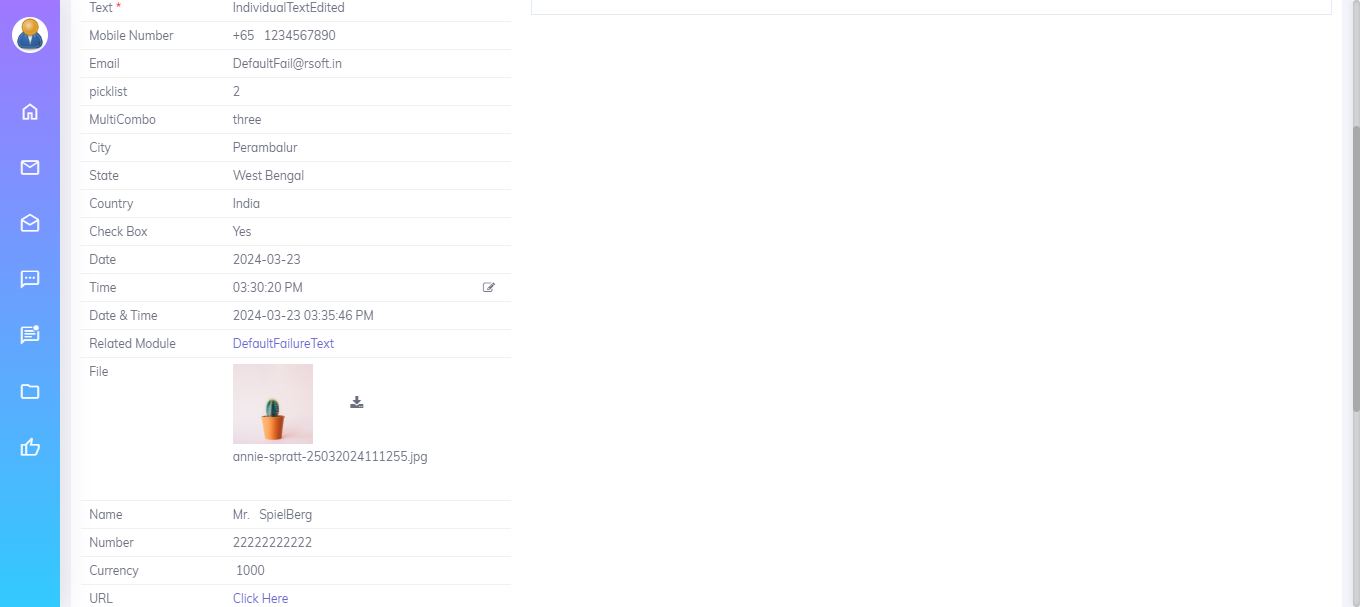 Text * IndividualTextEdited
Mobile Number +65 1234567890
Email DefaultFail@rsoft.in
picklist 2
MultiCombo three
City Perambalur
State West Bengal
Country India
Check Box Yes
Date 2024-03-23
Time 03:30:20 PM
Date & Time 2024-03-23 03:35:46 PM
Related Module DefaultFailureText
File
annie-spratt-25032024111255.jpg
Name Mr. SpielBerg
Number 22222222222
Currency 1000
URL Click Here